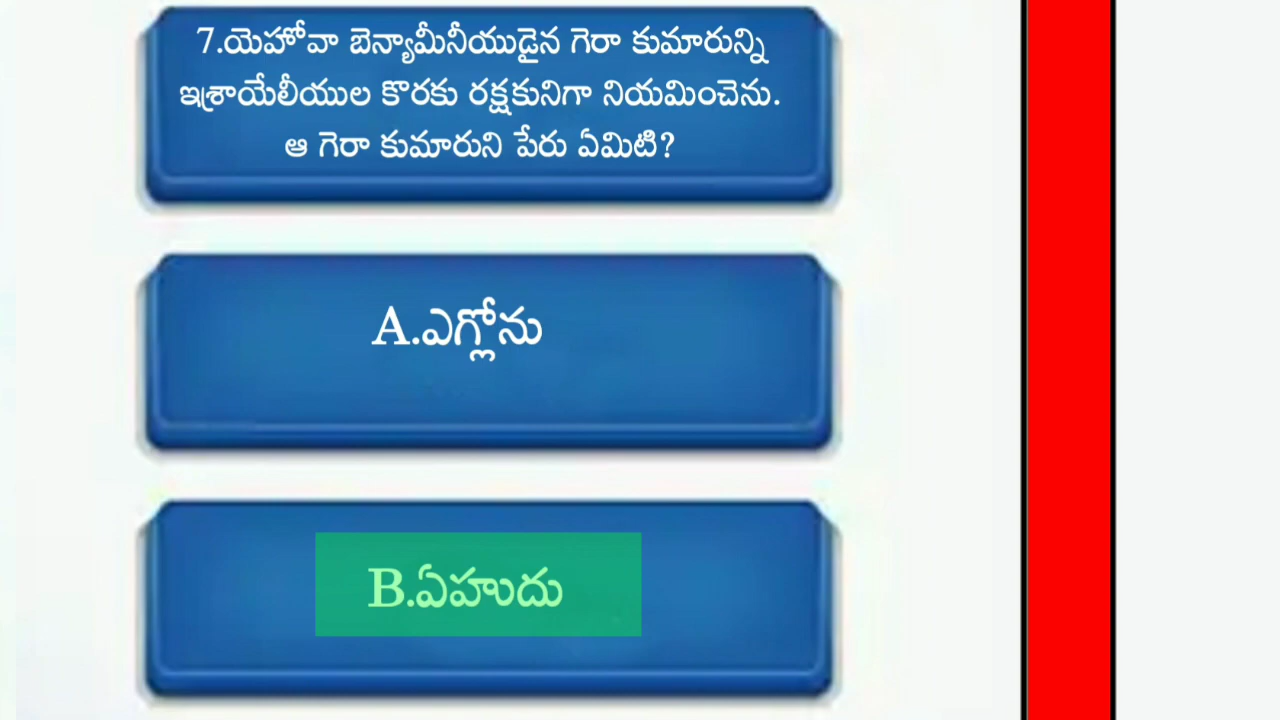 7.యెహోవా బెన్యామీనీయుడైన గెరా కుమారున్ని
ఇశ్రాయేలీయుల కొరకు రక్షకునిగా నియమించెను.
ఆ గెరా కుమారుని పేరు ఏమిటి?
A.ఎగ్లోను
B.ఏహుదు